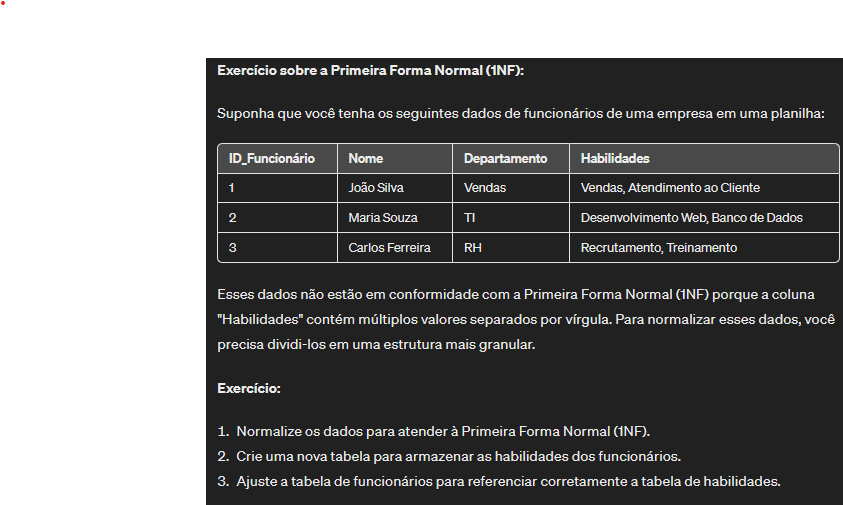 Exercício sobre a Primeira Forma Normal (1NF):
Suponha que você tenha os seguintes dados de funcionários de uma empresa em uma planilha:
ID_Funcionário Nome Departamento Habilidades
1 João Silva Vendas Vendas, Atendimento ao Cliente
2 Maria Souza TI Desenvolvimento Web, Banco de Dados
3 Carlos Ferreira RH Recrutamento, Treinamento
Esses dados não estão em conformidade com a Primeira Forma Normal (1NF) porque a coluna
"Habilidades" contém múltiplos valores separados por vírgula. Para normalizar esses dados, você
precisa dividi-los em uma estrutura mais granular.
Exercício:
1. Normalize os dados para atender à Primeira Forma Normal (1NF).
2. Crie uma nova tabela para armazenar as habilidades dos funcionários.
3. Ajuste a tabela de funcionários para referenciar corretamente a tabela de habilidades.